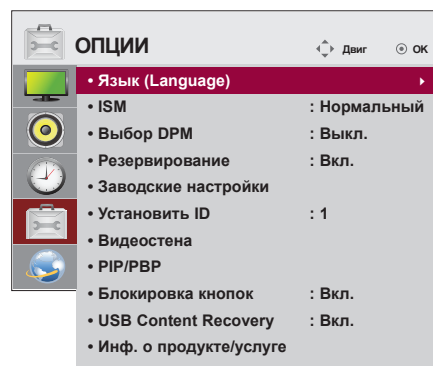 ОПЦИИ Двиг ОК
• Язык (Language)
• ISM : Нормальный
• Выбор DPM : Выкл.
• Резервирование : Вкл.
• Заводские настройки
• Установить ID : 1
• Видеостена
• PIP/PBP
• Блокировка кнопок : Вкл.
• USB Content Recovery : Вкл.
• Инф. о продукте/услуге